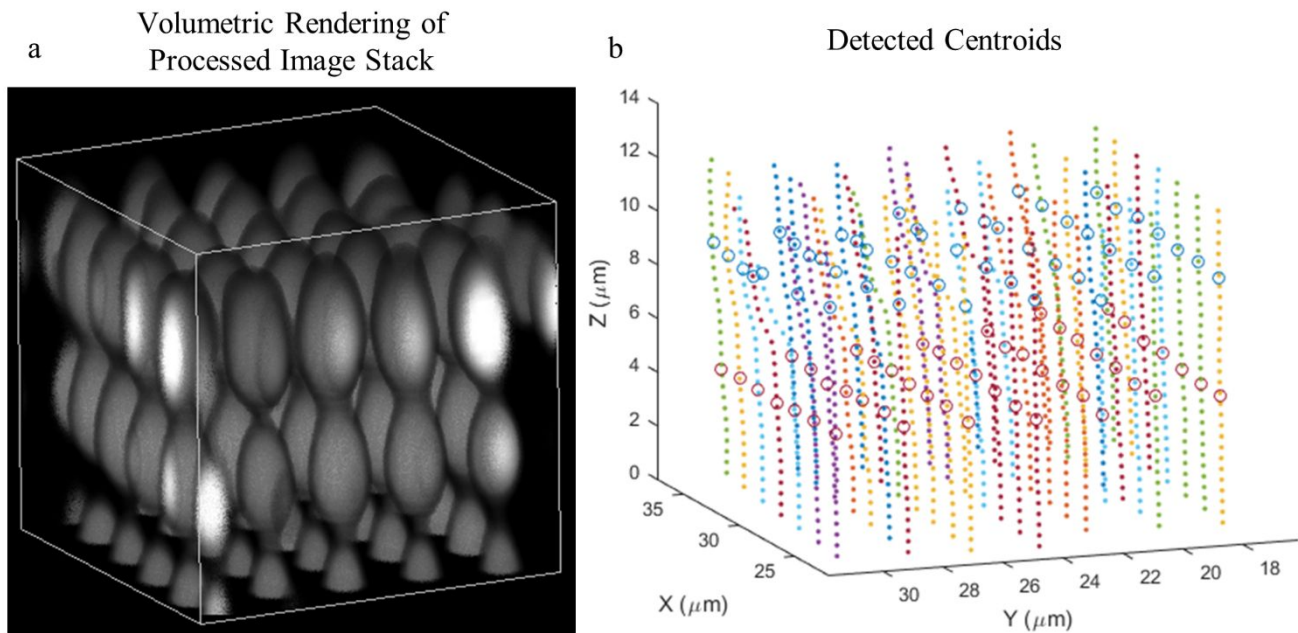 a
Volumetric Rendering of
Processed Image Stack
b
Detected Centroids
14
12
10
8
6
4
2
0
Z (μm)
35
30
25
X (μm)
30
28
26
24
22
20
18
Y (μm)